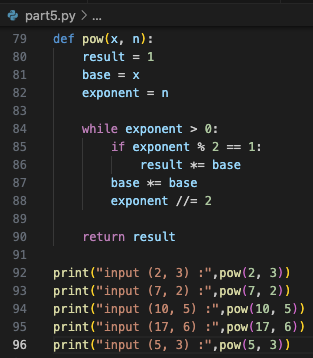 part5.py > ...
79 def pow(x, n):
80     result = 1
81     base = x
82     exponent = n
83
84     while exponent > 0:
85         if exponent % 2 == 1:
86             result *= base
87         base *= base
88         exponent //= 2
89
90     return result
91
92 print("input (2, 3) :",pow(2, 3))
93 print("input (7, 2) :",pow(7, 2))
94 print("input (10, 5) :",pow(10, 5))
95 print("input (17, 6) :",pow(17, 6))
96 print("input (5, 3) :",pow(5, 3))